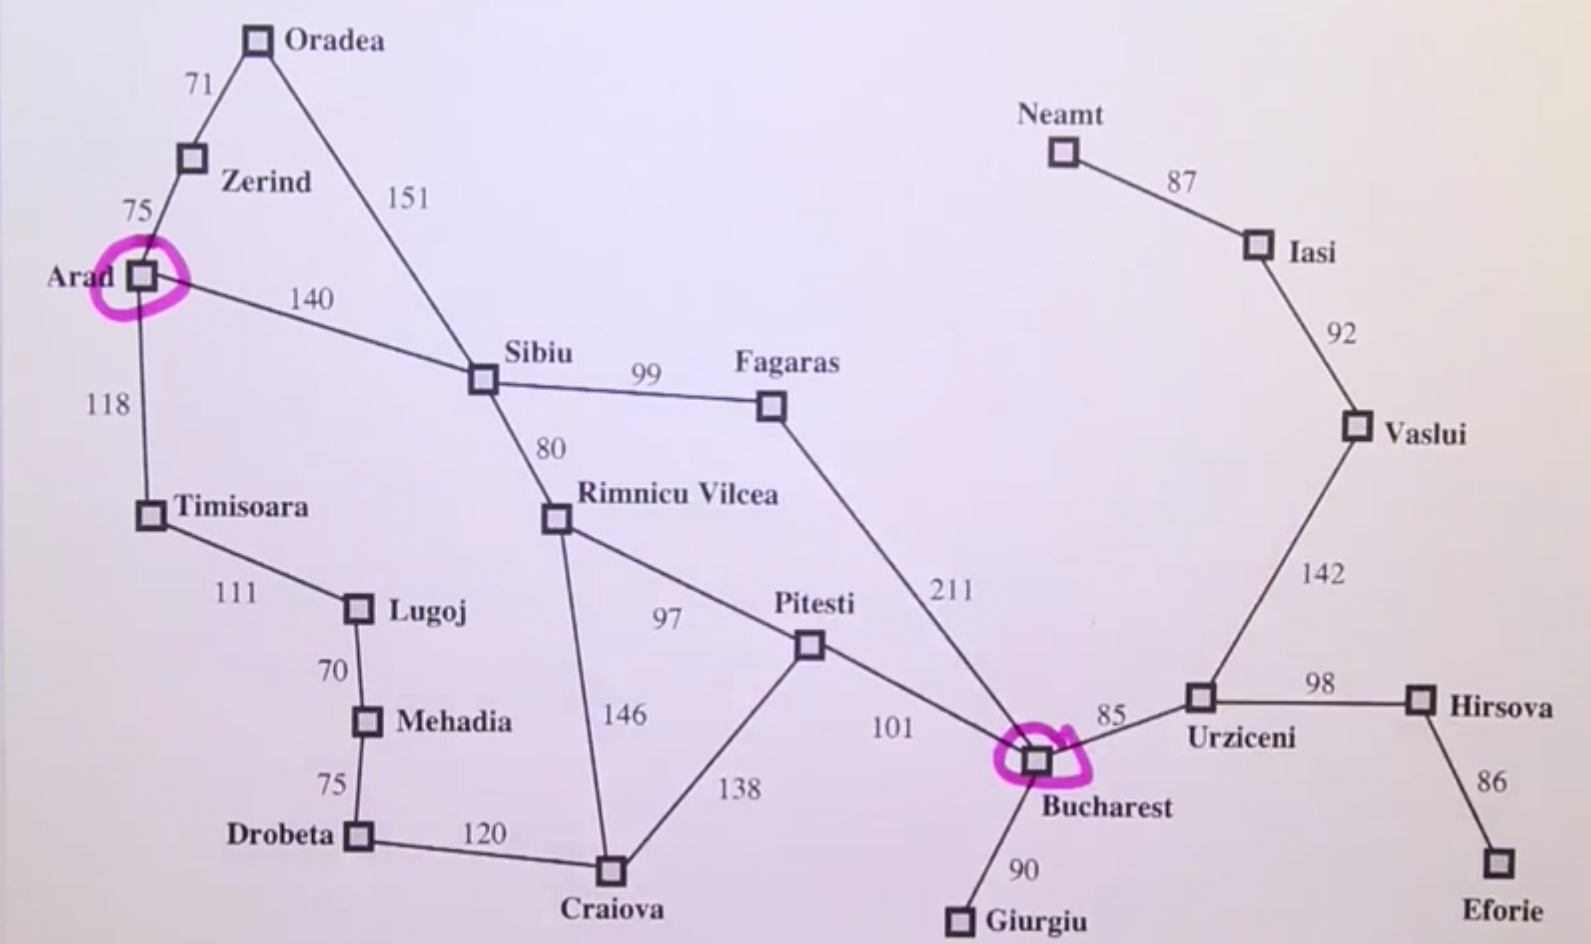 Oradea
71
Neamt
87
Zerind
151
75
Iasi
Arad
140
92
Sibiu
99
Fagaras
118
Vaslui
80
Rimnicu Vilcea
Timisoara
142
111
211
Lugoj
97
Pitesti
70
98
Hirsova
146
101
85
Mehadia
Urziceni
75
138
86
Bucharest
Drobeta
120
90
Craiova
Giurgiu
Eforie